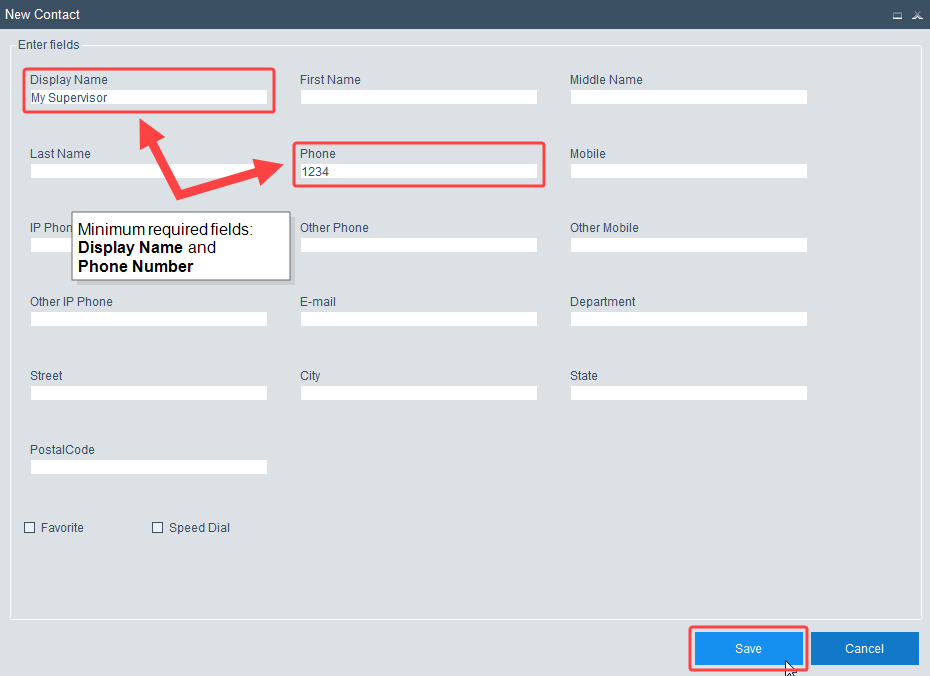 New Contact
Enter fields
Display Name
First Name
Middle Name
My Supervisor
Last Name
Phone
Mobile
1234
IP Phon
Other Phone
Other Mobile
Minimum required fields:
Display Name and
Phone Number
Other IP Phone
E-mail
Department
Street
City
State
PostalCode
Favorite
Speed Dial
Save
Cancel